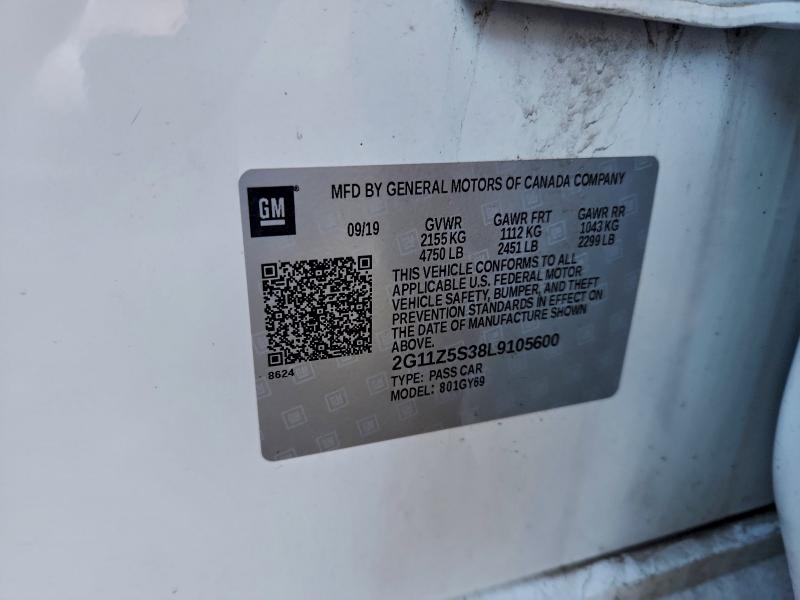 MFD BY GENERAL MOTORS OF CANADA COMPANY
GM ®
09/19 GVWR GAWR FRT GAWR RR
2155 KG 1112 KG 1043 KG
4750 LB 2451 LB 2299 LB
THIS VEHICLE CONFORMS TO ALL
APPLICABLE U.S. FEDERAL MOTOR
VEHICLE SAFETY, BUMPER, AND THEFT
PREVENTION STANDARDS IN EFFECT ON
THE DATE OF MANUFACTURE SHOWN
ABOVE.
8624
2G11Z5S38L9105600
TYPE: PASS CAR
MODEL: 801GY69